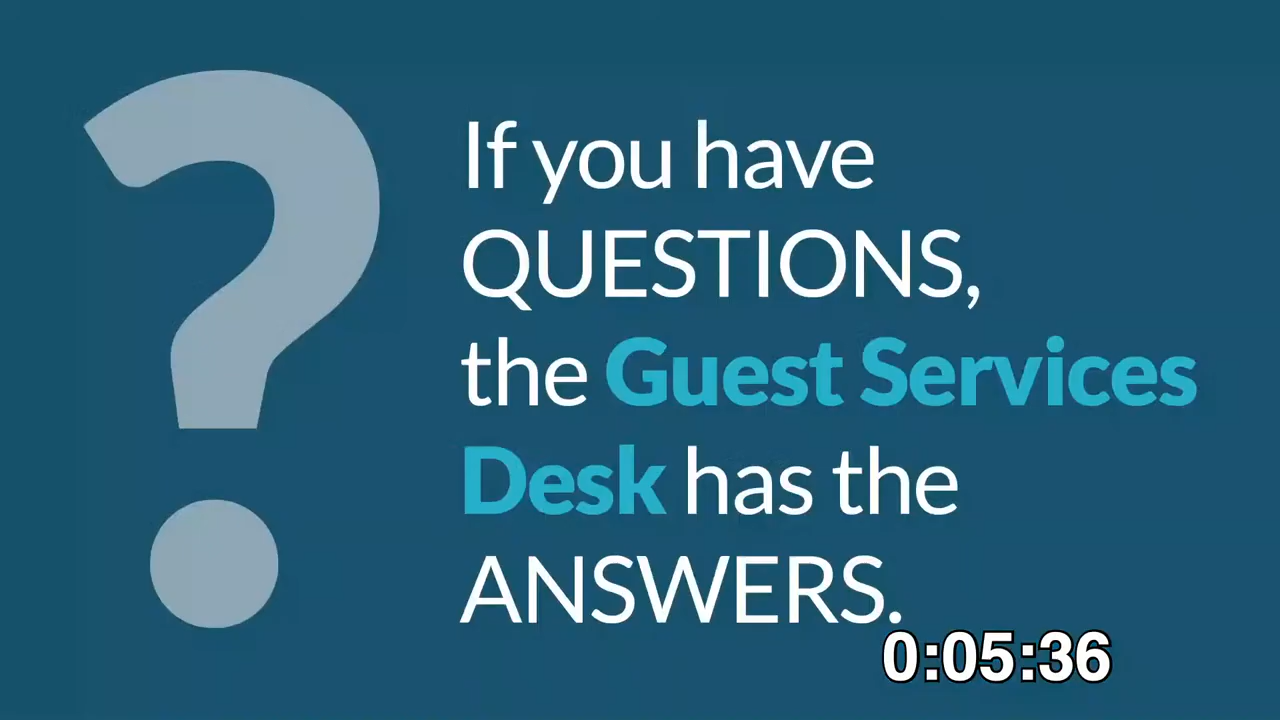 If you have
QUESTIONS,
the Guest Services
Desk has the
ANSWERS.
0:05:36